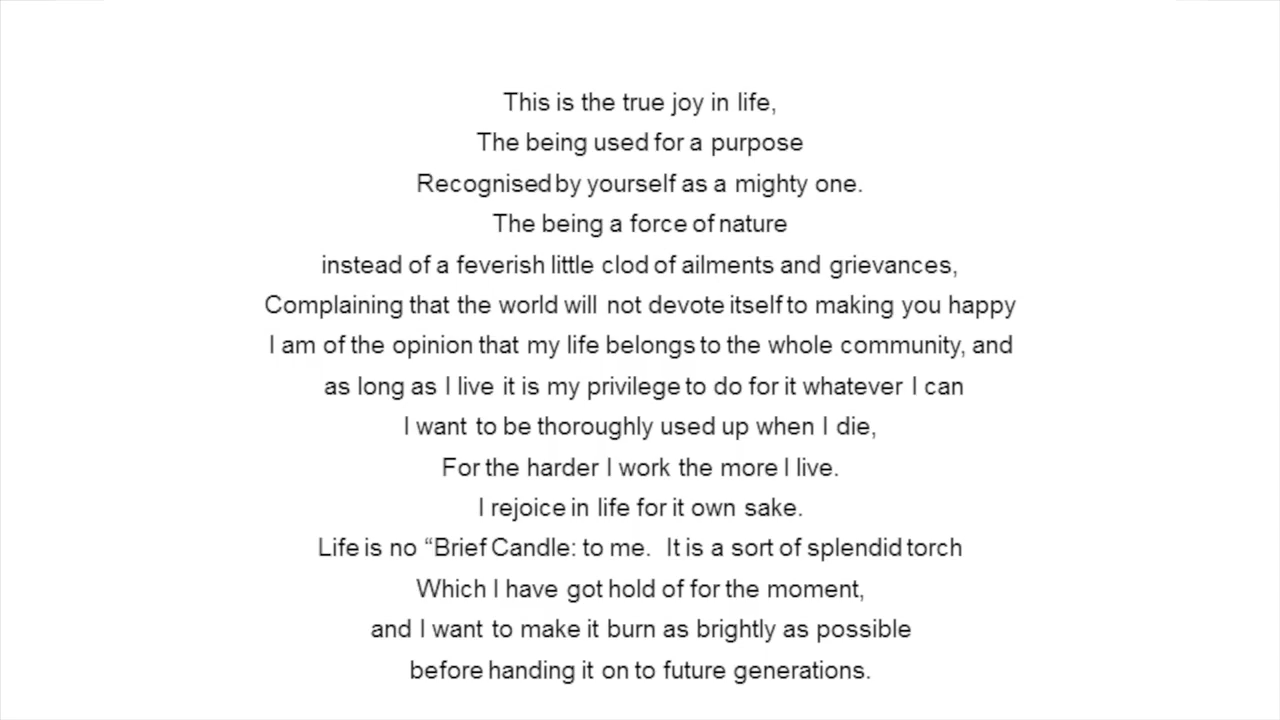 This is the true joy in life,
The being used for a purpose
Recognised by yourself as a mighty one.
The being a force of nature
instead of a feverish little clod of ailments and grievances,
Complaining that the world will not devote itself to making you happy
I am of the opinion that my life belongs to the whole community, and
as long as I live it is my privilege to do for it whatever I can
I want to be thoroughly used up when I die,
For the harder I work the more I live.
I rejoice in life for it own sake.
Life is no “Brief Candle: to me.  It is a sort of splendid torch
Which I have got hold of for the moment,
and I want to make it burn as brightly as possible
before handing it on to future generations.